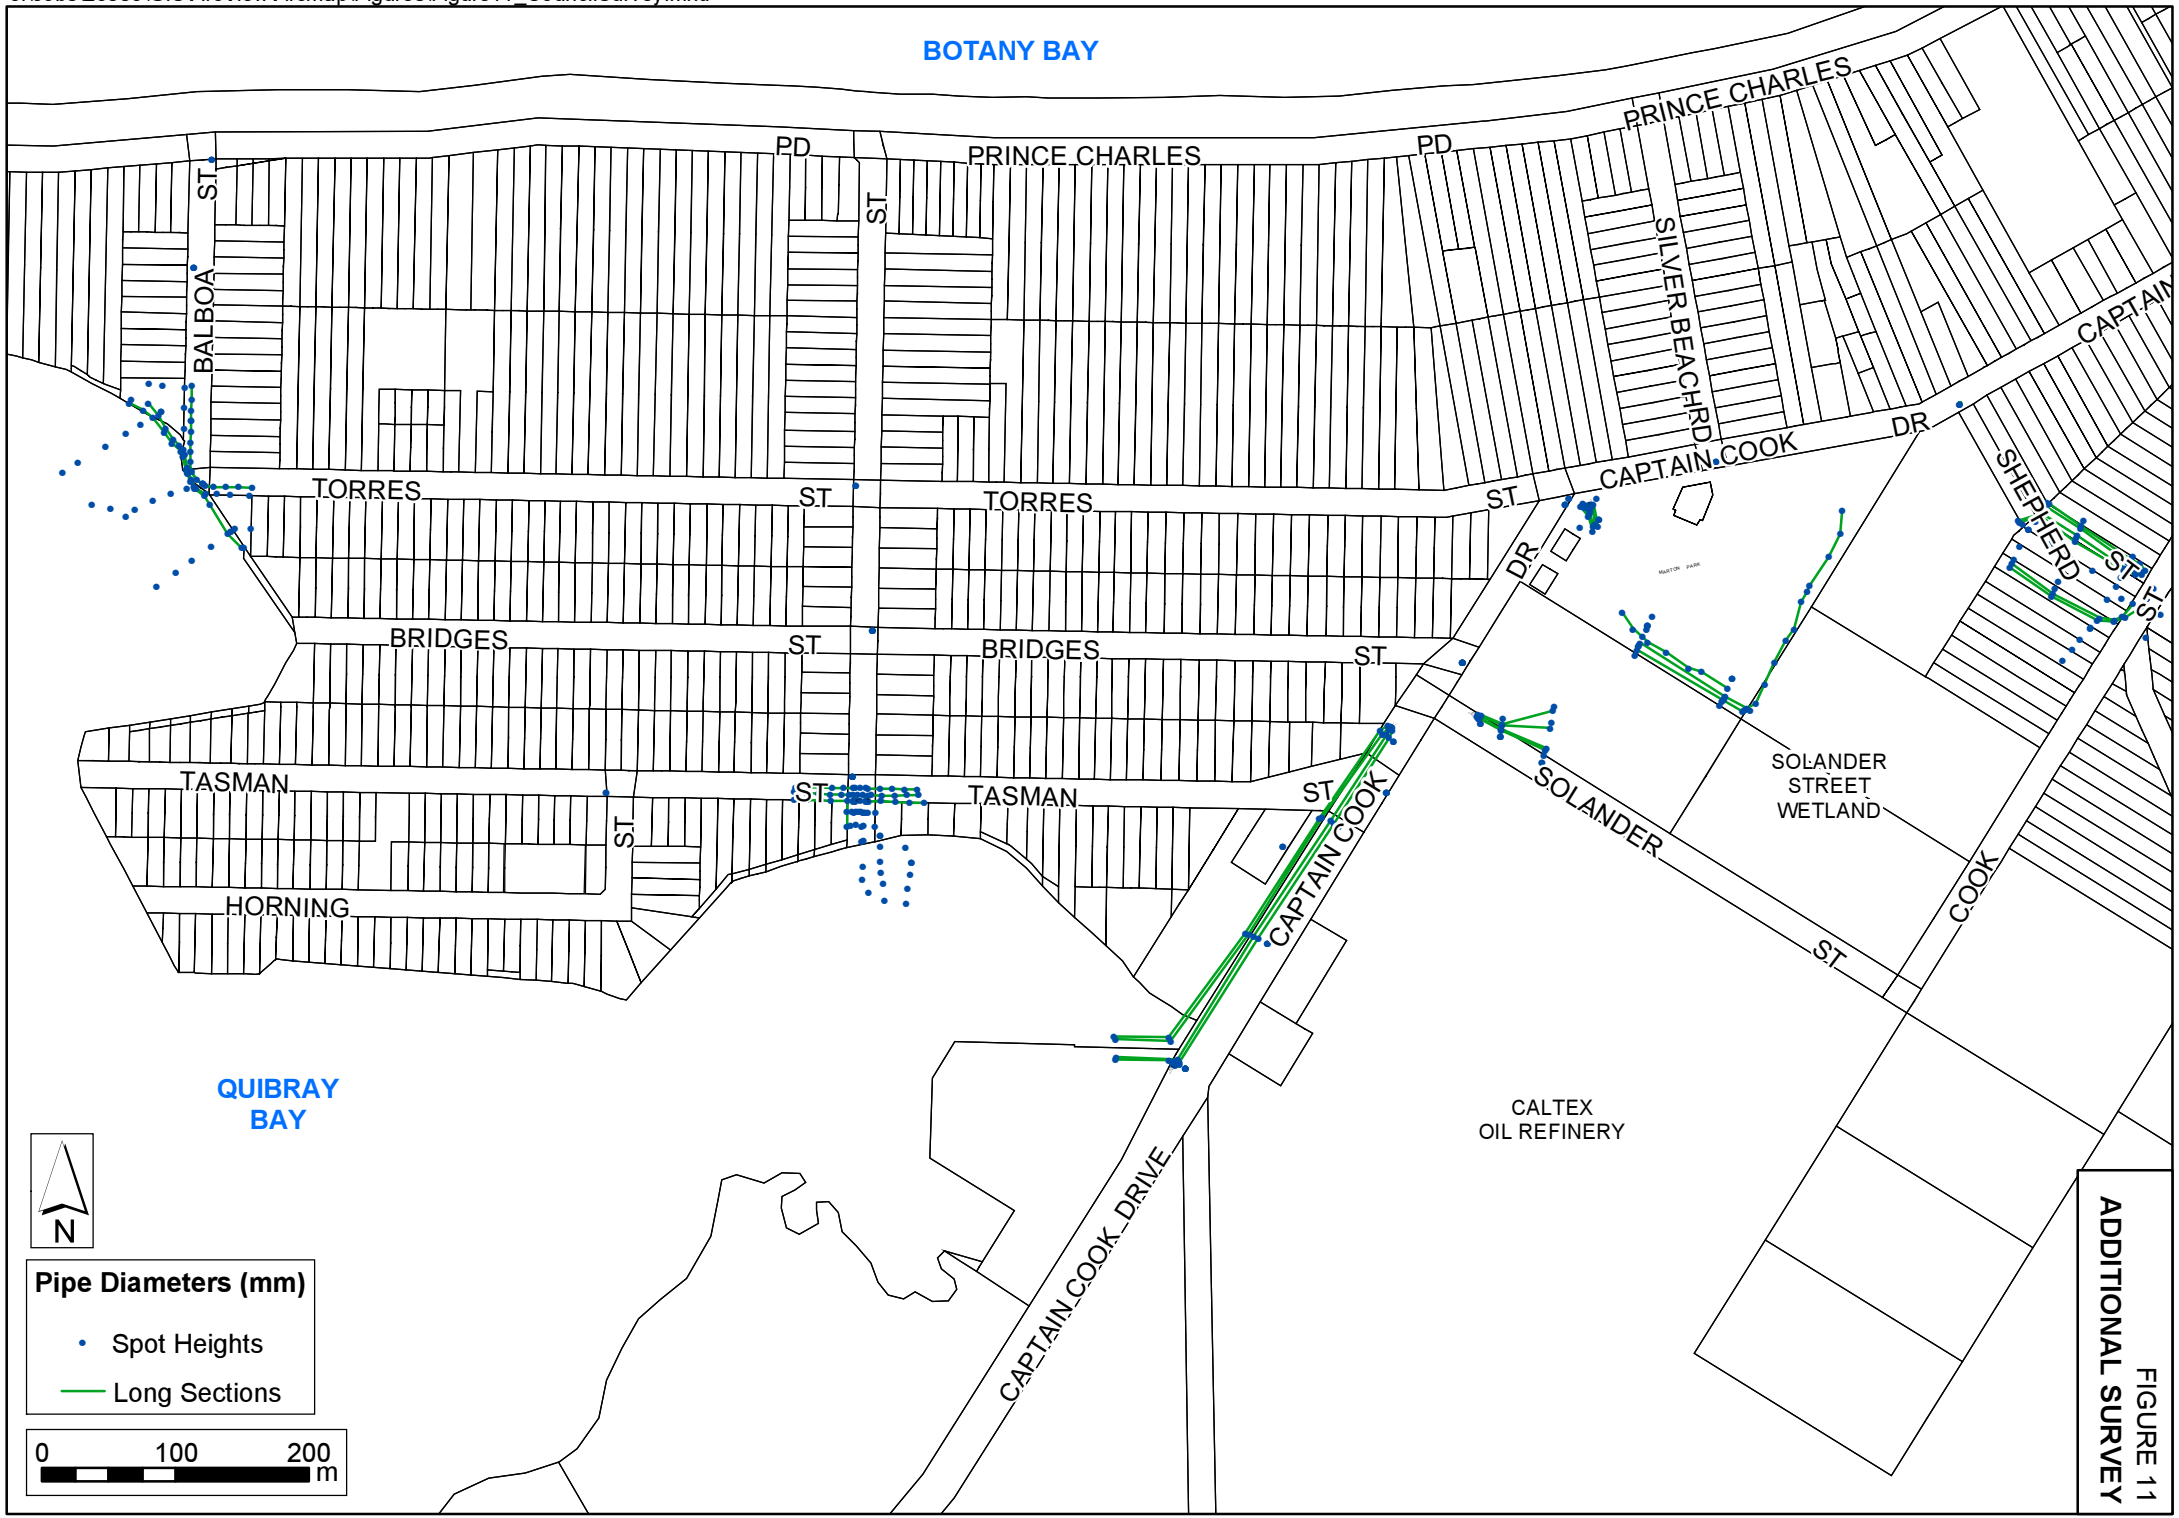 BOTANY BAY
PRINCE CHARLES
PD
PRINCE CHARLES
PD
ST
ST
BALBOA
SILVER BEACH RD
CAPTAIN
CAPTAIN COOK
DR
TORRES
ST
TORRES
ST
DR
MARTON PARK
SHEPHERD
ST
ST
BRIDGES
ST
BRIDGES
ST
TASMAN
ST
TASMAN
ST
ST
CAPTAIN COOK
SOLANDER
ST
SOLANDER
STREET
WETLAND
COOK
HORNING
QUIBRAY
BAY
CALTEX
OIL REFINERY
CAPTAIN COOK DRIVE
N
Pipe Diameters (mm)
Spot Heights
Long Sections
0 100 200
m
FIGURE 11
ADDITIONAL SURVEY